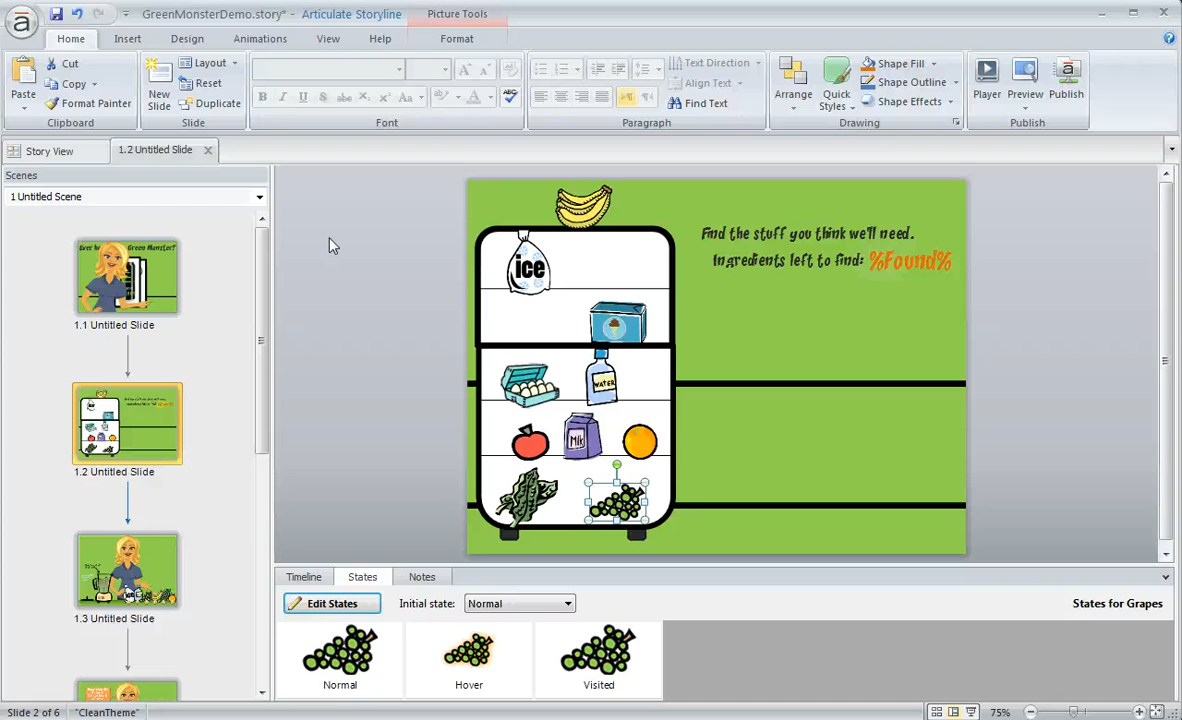 GreenMonsterDemo.story* - Articulate Storyline
Picture Tools
Home
Insert
Design
Animations
View
Help
Format
Paste
Cut
Copy
Format Painter
Clipboard
New Slide
Layout
Reset
Duplicate
Slide
Font
Text Direction
Align Text
Find Text
Paragraph
Arrange
Quick Styles
Shape Fill
Shape Outline
Shape Effects
Drawing
Player
Preview
Publish
Publish
Story View
1.2 Untitled Slide
Scenes
1 Untitled Scene
1.1 Untitled Slide
1.2 Untitled Slide
1.3 Untitled Slide
ice
WATER
Milk
Find the stuff you think we'll need.
Ingredients left to find: %Found%
Timeline
States
Notes
Edit States
Initial state:
Normal
States for Grapes
Normal
Hover
Visited
Slide 2 of 6
"CleanTheme"
75%